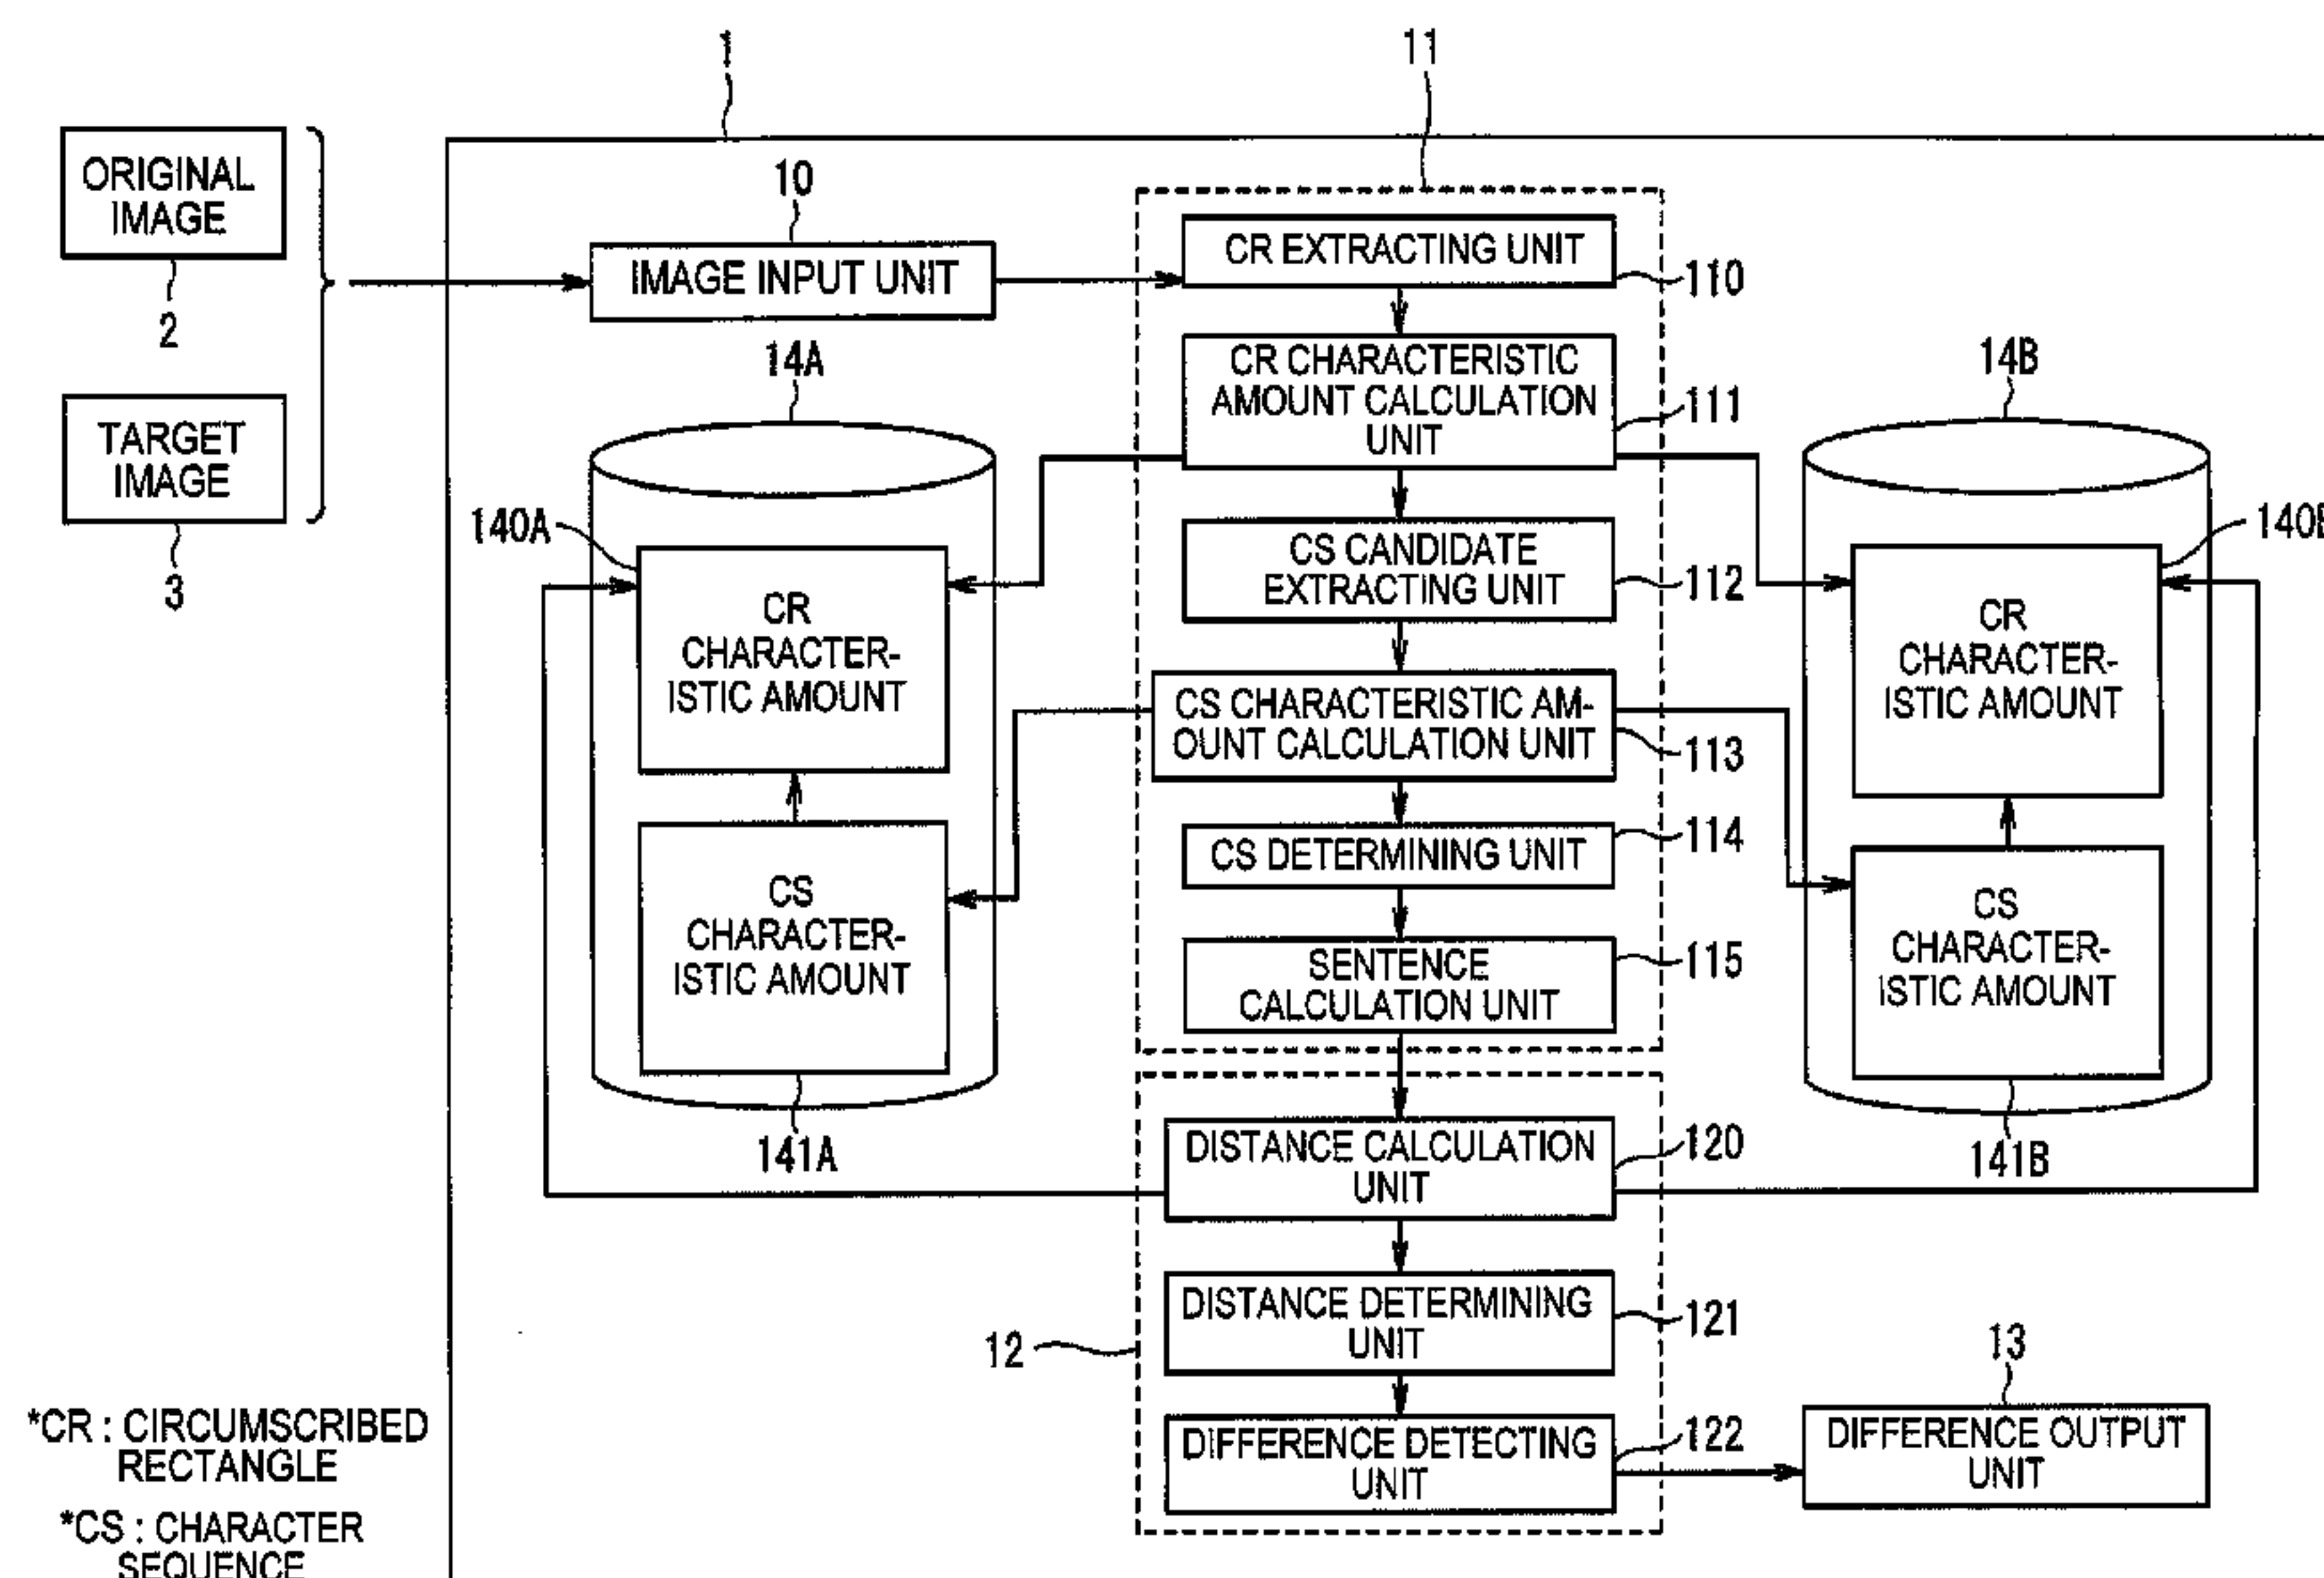 1
11
ORIGINAL
IMAGE
2
TARGET
IMAGE
3
10
IMAGE INPUT UNIT
CR EXTRACTING UNIT
110
CR CHARACTERISTIC
AMOUNT CALCULATION
UNIT
111
CS CANDIDATE
EXTRACTING UNIT
112
CS CHARACTERISTIC AM-
OUNT CALCULATION UNIT
113
CS DETERMINING UNIT
114
SENTENCE
CALCULATION UNIT
115
14A
140A
CR
CHARACTER-
ISTIC AMOUNT
CS
CHARACTER-
ISTIC AMOUNT
141A
14B
140B
CR
CHARACTER-
ISTIC AMOUNT
CS
CHARACTER-
ISTIC AMOUNT
141B
DISTANCE CALCULATION
UNIT
120
DISTANCE DETERMINING
UNIT
121
12
DIFFERENCE DETECTING
UNIT
122
13
DIFFERENCE OUTPUT
UNIT
*CR : CIRCUMSCRIBED
RECTANGLE
*CS : CHARACTER
SEQUENCE